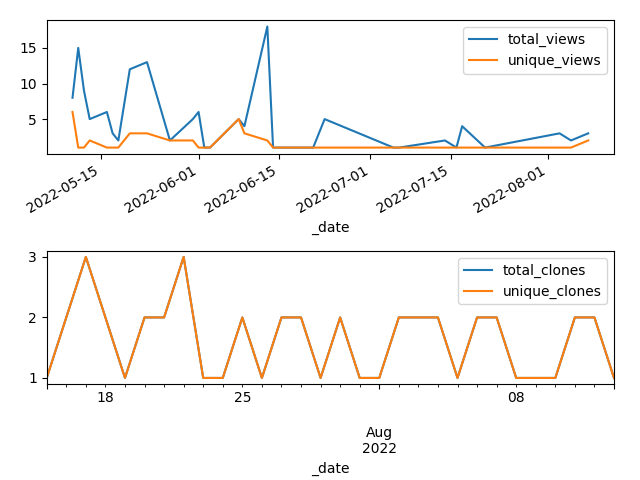 total_views
unique_views
15
10
5
2022-05-15
2022-06-01
2022-06-15
2022-07-01
2022-07-15
2022-08-01
_date
total_clones
unique_clones
3
2
1
18
25
08
Aug
2022
_date